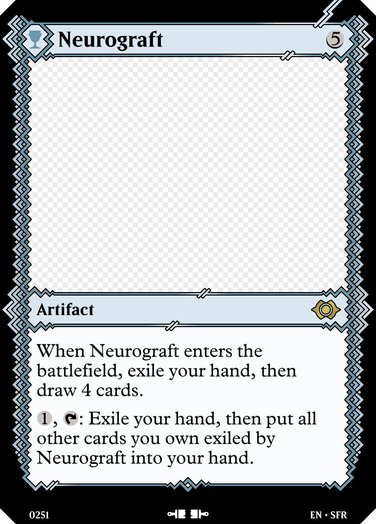 Neurograft 5
Artifact
When Neurograft enters the
battlefield, exile your hand, then
draw 4 cards.
1, : Exile your hand, then put all
other cards you own exiled by
Neurograft into your hand.
0251 EN • SFR